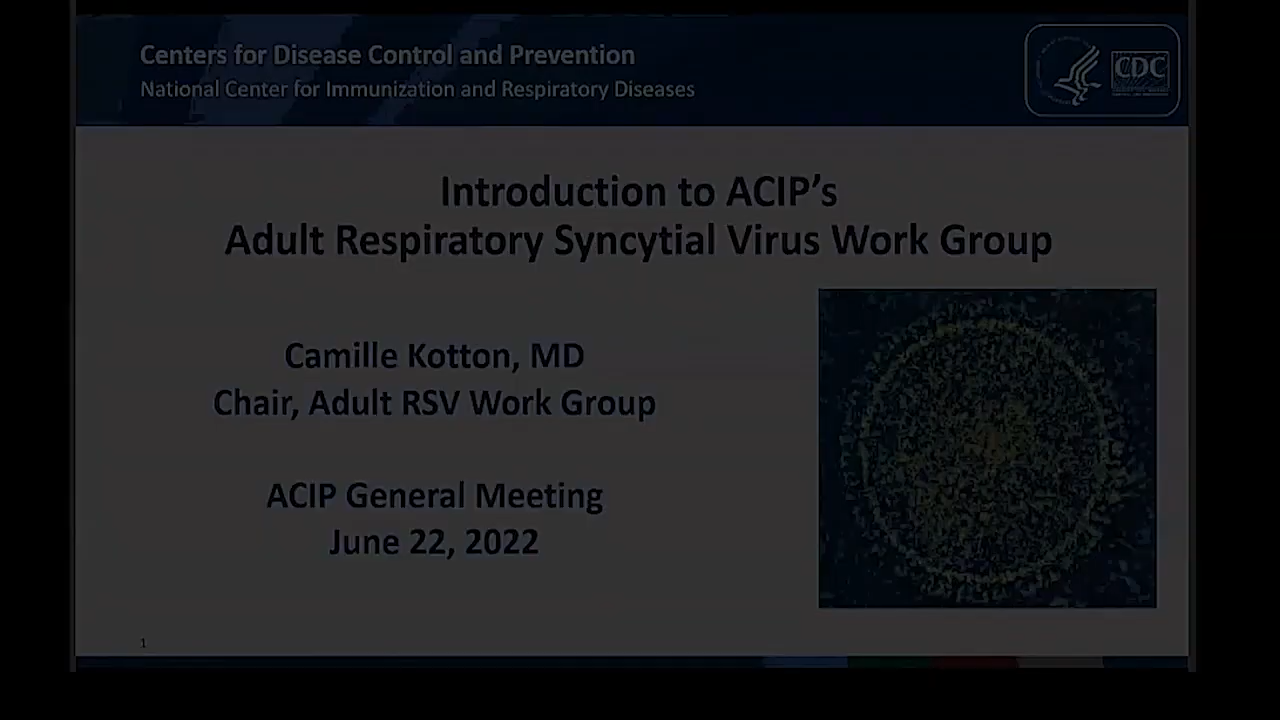 Centers for Disease Control and Prevention
National Center for Immunization and Respiratory Diseases
CDC
Introduction to ACIP’s
Adult Respiratory Syncytial Virus Work Group
Camille Kotton, MD
Chair, Adult RSV Work Group
ACIP General Meeting
June 22, 2022
1